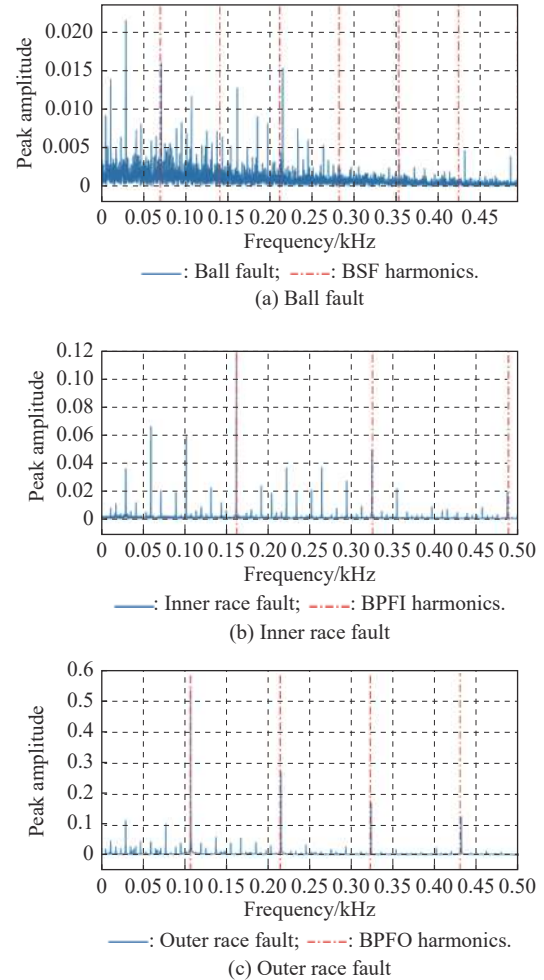 0.020
0.015
0.010
0.005
0
Peak amplitude
0 0.05 0.10 0.15 0.20 0.25 0.30 0.35 0.40 0.45
Frequency/kHz
: Ball fault; : BSF harmonics.
(a) Ball fault
0.12
0.10
0.08
0.06
0.04
0.02
0
Peak amplitude
0 0.05 0.10 0.15 0.20 0.25 0.30 0.35 0.40 0.45 0.50
Frequency/kHz
: Inner race fault; : BPFI harmonics.
(b) Inner race fault
0.6
0.5
0.4
0.3
0.2
0.1
0
Peak amplitude
0 0.05 0.10 0.15 0.20 0.25 0.30 0.35 0.40 0.45 0.50
Frequency/kHz
: Outer race fault; : BPFO harmonics.
(c) Outer race fault